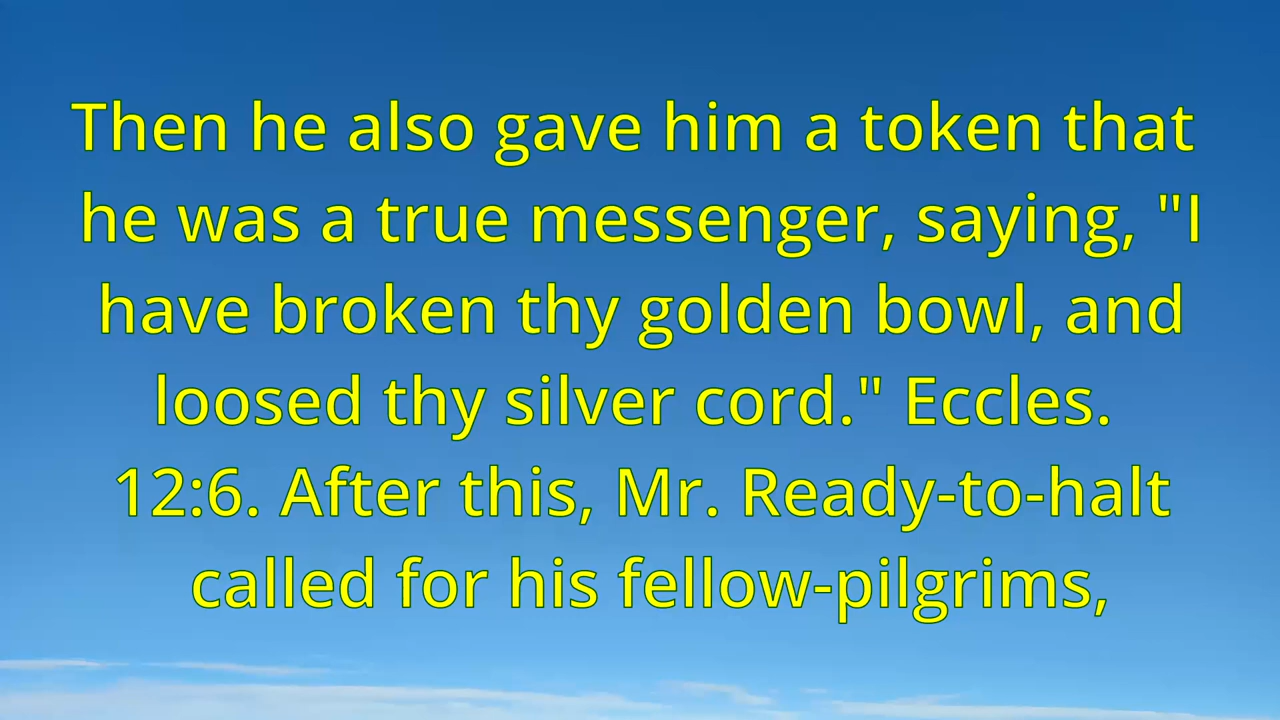 Then he also gave him a token that
he was a true messenger, saying, "I
have broken thy golden bowl, and
loosed thy silver cord." Eccles.
12:6. After this, Mr. Ready-to-halt
called for his fellow-pilgrims,